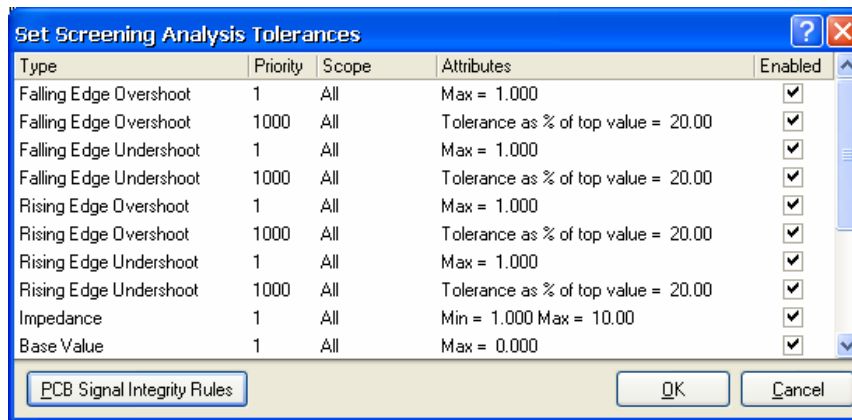 Set Screening Analysis Tolerances
Type Priority Scope Attributes Enabled
Falling Edge Overshoot 1 All Max = 1.000
Falling Edge Overshoot 1000 All Tolerance as % of top value = 20.00
Falling Edge Undershoot 1 All Max = 1.000
Falling Edge Undershoot 1000 All Tolerance as % of top value = 20.00
Rising Edge Overshoot 1 All Max = 1.000
Rising Edge Overshoot 1000 All Tolerance as % of top value = 20.00
Rising Edge Undershoot 1 All Max = 1.000
Rising Edge Undershoot 1000 All Tolerance as % of top value = 20.00
Impedance 1 All Min = 1.000 Max = 10.00
Base Value 1 All Max = 0.000
PCB Signal Integrity Rules OK Cancel